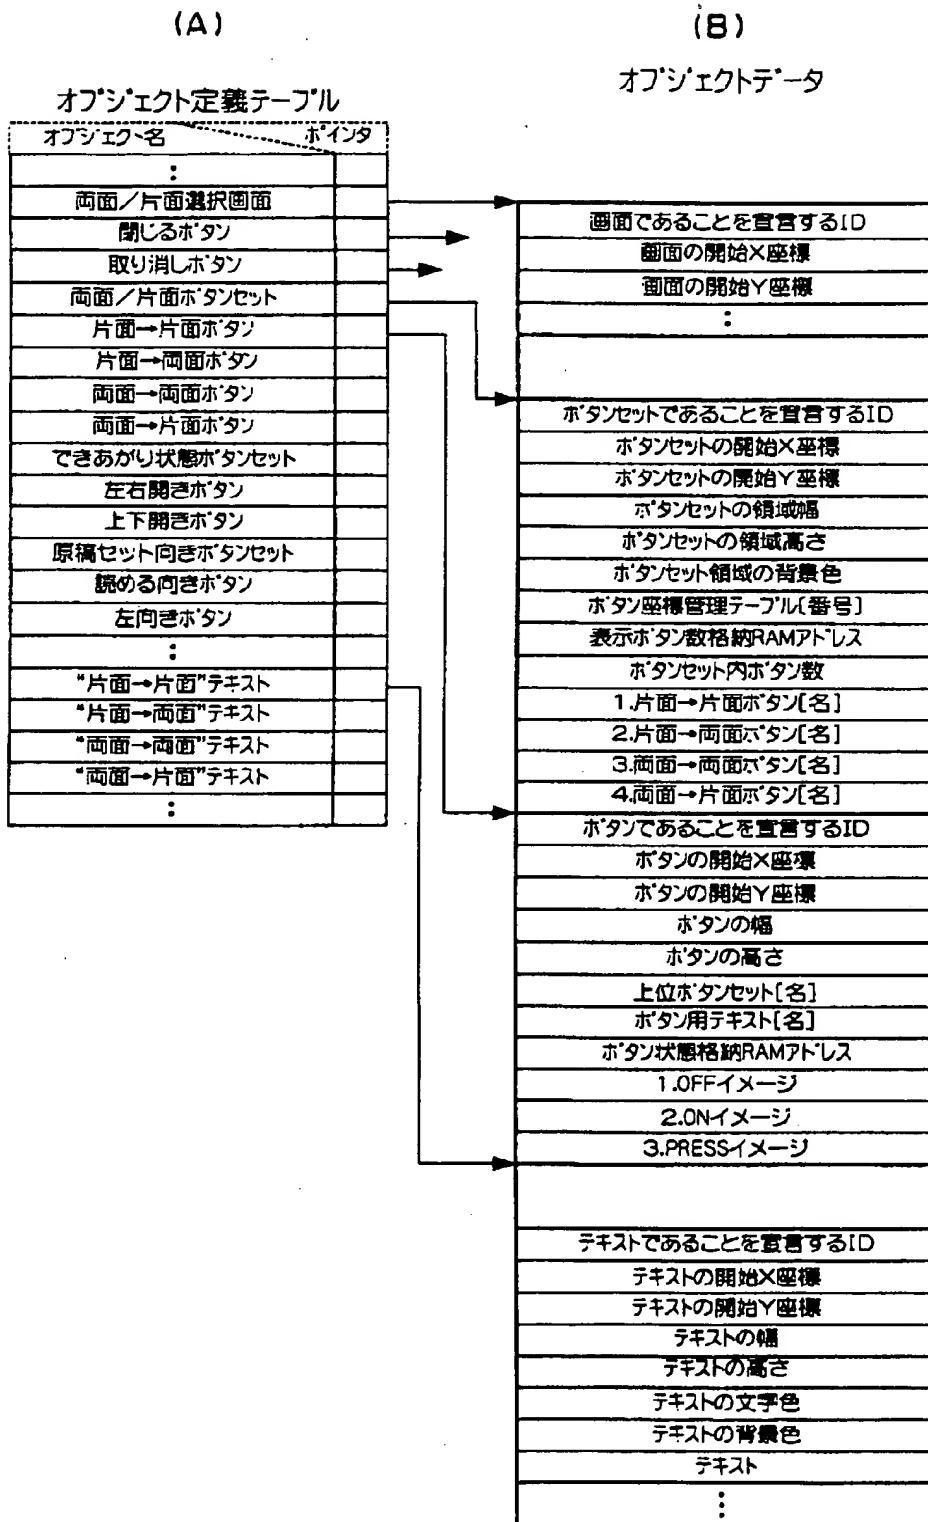 (A)
オブジェクト定義テーブル
オブジェクト名
ポインタ
：
両面／片面選択画面
閉じるボタン
取り消しボタン
両面／片面ボタンセット
片面→片面ボタン
片面→両面ボタン
両面→両面ボタン
両面→片面ボタン
できあがり状態ボタンセット
左右開きボタン
上下開きボタン
原稿セット向きボタンセット
読める向きボタン
左向きボタン
：
“片面→片面”テキスト
“片面→両面”テキスト
“両面→両面”テキスト
“両面→片面”テキスト
：
(B)
オブジェクトデータ
画面であることを宣言するID
画面の開始X座標
画面の開始Y座標
：
ボタンセットであることを宣言するID
ボタンセットの開始X座標
ボタンセットの開始Y座標
ボタンセットの領域幅
ボタンセットの領域高さ
ボタンセット領域の背景色
ボタン座標管理テーブル[番号]
表示ボタン数格納RAMアドレス
ボタンセット内ボタン数
1.片面→片面ボタン[名]
2.片面→両面ボタン[名]
3.両面→両面ボタン[名]
4.両面→片面ボタン[名]
ボタンであることを宣言するID
ボタンの開始X座標
ボタンの開始Y座標
ボタンの幅
ボタンの高さ
上位ボタンセット[名]
ボタン用テキスト[名]
ボタン状態格納RAMアドレス
1.OFFイメージ
2.ONイメージ
3.PRESSイメージ
テキストであることを宣言するID
テキストの開始X座標
テキストの開始Y座標
テキストの幅
テキストの高さ
テキストの文字色
テキストの背景色
テキスト
：